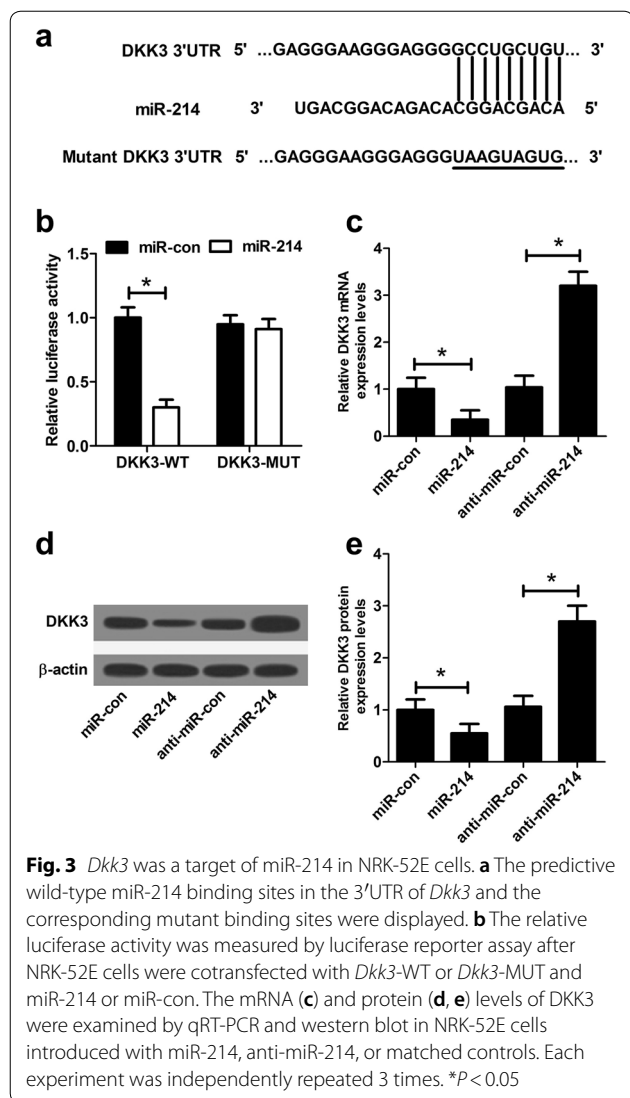 a
DKK3 3'UTR 5' ...GAGGGAAGGGAGGGGCCUGCUGU... 3'
miR-214 3' UGACGGACAGACACGGACGACA 5'
Mutant DKK3 3'UTR 5' ...GAGGGAAGGGAGGGUAAGUAGUG... 3'
b
miR-con miR-214
Relative luciferase activity
1.5
1.0
0.5
0.0
*
DKK3-WT DKK3-MUT
c
Relative DKK3 mRNA
expression levels
4
3
2
1
0
*
*
miR-con
miR-214
anti-miR-con
anti-miR-214
d
DKK3
β-actin
miR-con
miR-214
anti-miR-con
anti-miR-214
e
Relative DKK3 protein
expression levels
4
3
2
1
0
*
*
miR-con
miR-214
anti-miR-con
anti-miR-214
Fig. 3 Dkk3 was a target of miR-214 in NRK-52E cells. a The predictive
wild-type miR-214 binding sites in the 3′UTR of Dkk3 and the
corresponding mutant binding sites were displayed. b The relative
luciferase activity was measured by luciferase reporter assay after
NRK-52E cells were cotransfected with Dkk3-WT or Dkk3-MUT and
miR-214 or miR-con. The mRNA (c) and protein (d, e) levels of DKK3
were examined by qRT-PCR and western blot in NRK-52E cells
introduced with miR-214, anti-miR-214, or matched controls. Each
experiment was independently repeated 3 times. *P < 0.05